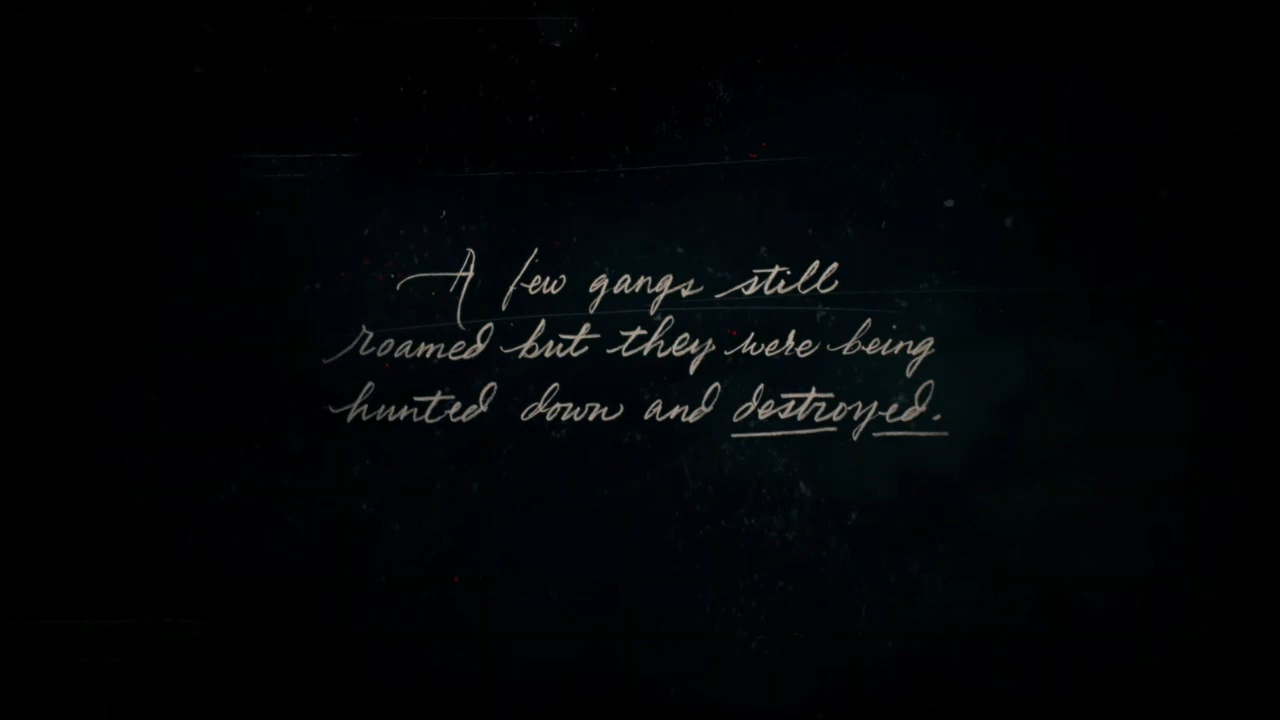 A few gangs still
roamed but they were being
hunted down and destroyed.